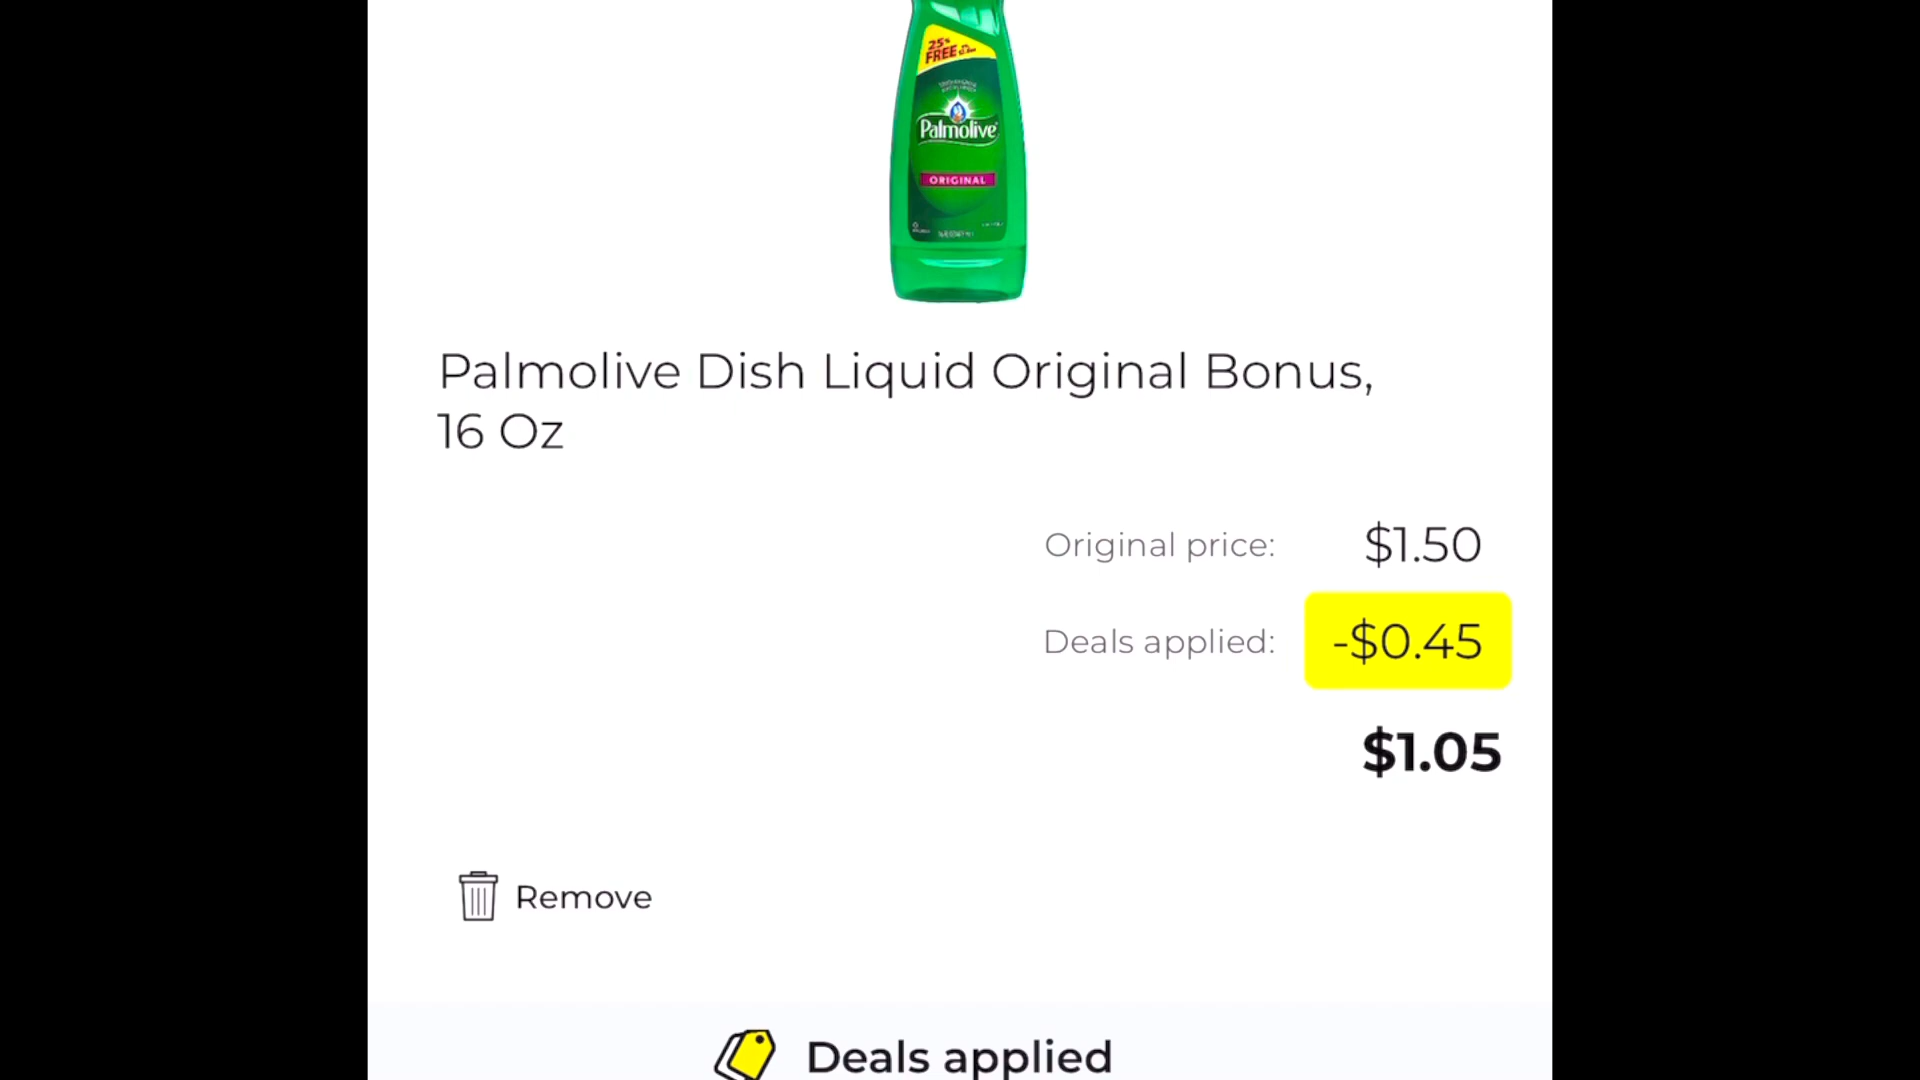 25%
FREE
Palmolive
ORIGINAL
Palmolive Dish Liquid Original Bonus,
16 Oz
Original price: $1.50
Deals applied: -$0.45
$1.05
Remove
Deals applied